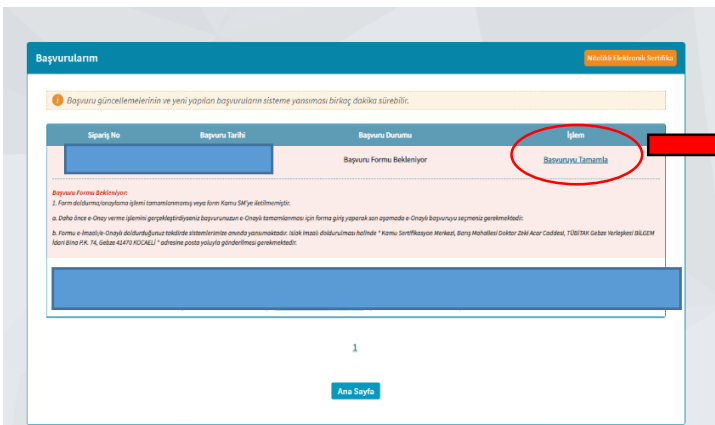 Başvurularım
Nitelikli Elektronik Sertifika
Başvuru güncellemelerinin ve yeni yapılan başvuruların sisteme yansıması birkaç dakika sürebilir.
Sipariş No Başvuru Tarihi Başvuru Durumu İşlem
Başvuru Formu Bekleniyor Başvuruyu Tamamla
Başvuru Formu Bekleniyor:
1. Form doldurma/onaylama işlemi tamamlanmamış veya form Kamu SM'ye iletilmemiştir.
a. Daha önce e-Onay verme işlemini gerçekleştirdiyseniz başvurunuzun e-Onaylı tamamlanması için forma giriş yaparak son aşamada e-Onaylı başvuruyu seçmeniz gerekmektedir.
b. Formu e-İmzalı/e-Onaylı doldurduğunuz takdirde sistemlerimize anında yansımaktadır. Islak imzalı doldurulması halinde " Kamu Sertifikasyon Merkezi, Barış Mahallesi Doktor Zeki Acar Caddesi, TÜBİTAK Gebze Yerleşkesi BİLGEM
İdari Bina P.K. 74, Gebze 41470 KOCAELİ " adresine posta yoluyla gönderilmesi gerekmektedir.
1
Ana Sayfa